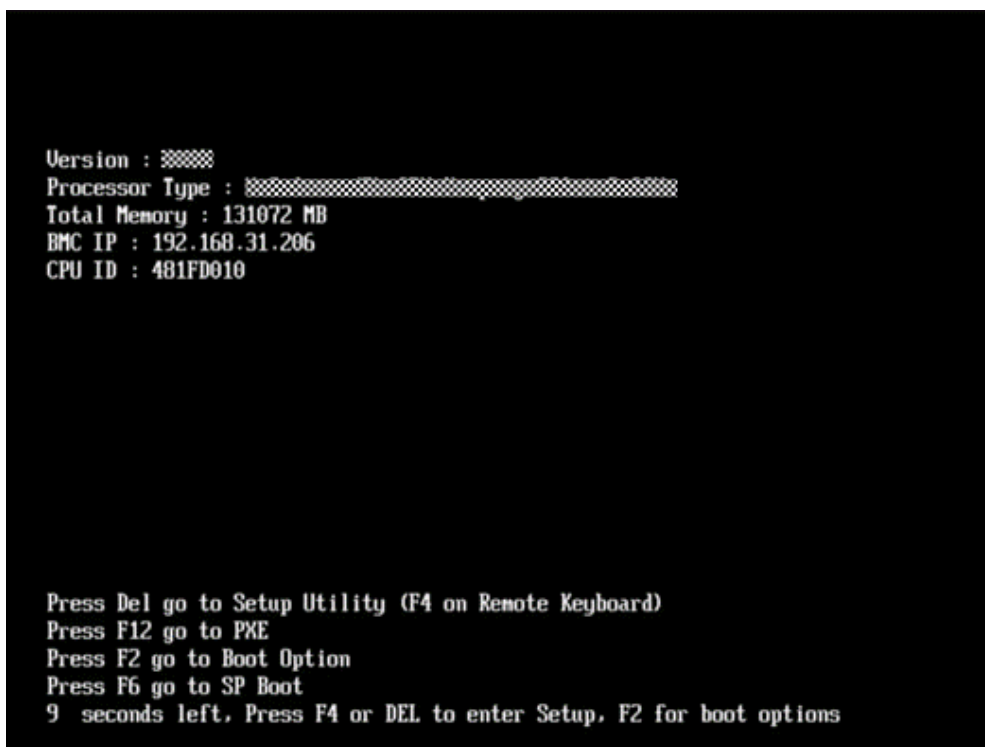 Version :
Processor Type :
Total Memory : 131072 MB
BMC IP : 192.168.31.206
CPU ID : 481FD010
Press Del go to Setup Utility (F4 on Remote Keyboard)
Press F12 go to PXE
Press F2 go to Boot Option
Press F6 go to SP Boot
9 seconds left, Press F4 or DEL to enter Setup, F2 for boot options